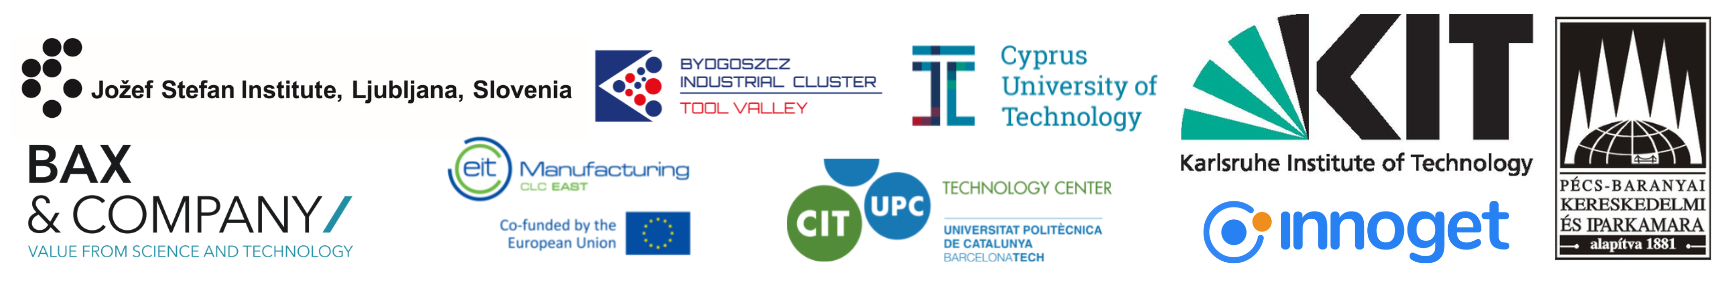 Jožef Stefan Institute, Ljubljana, Slovenia
BYDGOSZCZ
INDUSTRIAL CLUSTER
TOOL VALLEY
Cyprus
University of
Technology
KIT
Karlsruhe Institute of Technology
PÉCS-BARANYAI
KERESKEDELMI
ÉS IPARKAMARA
alapítva 1881
BAX
& COMPANY
VALUE FROM SCIENCE AND TECHNOLOGY
eit Manufacturing
CLC EAST
Co-funded by the
European Union
CIT UPC
TECHNOLOGY CENTER
UNIVERSITAT POLITÈCNICA
DE CATALUNYA
BARCELONATECH
innoget